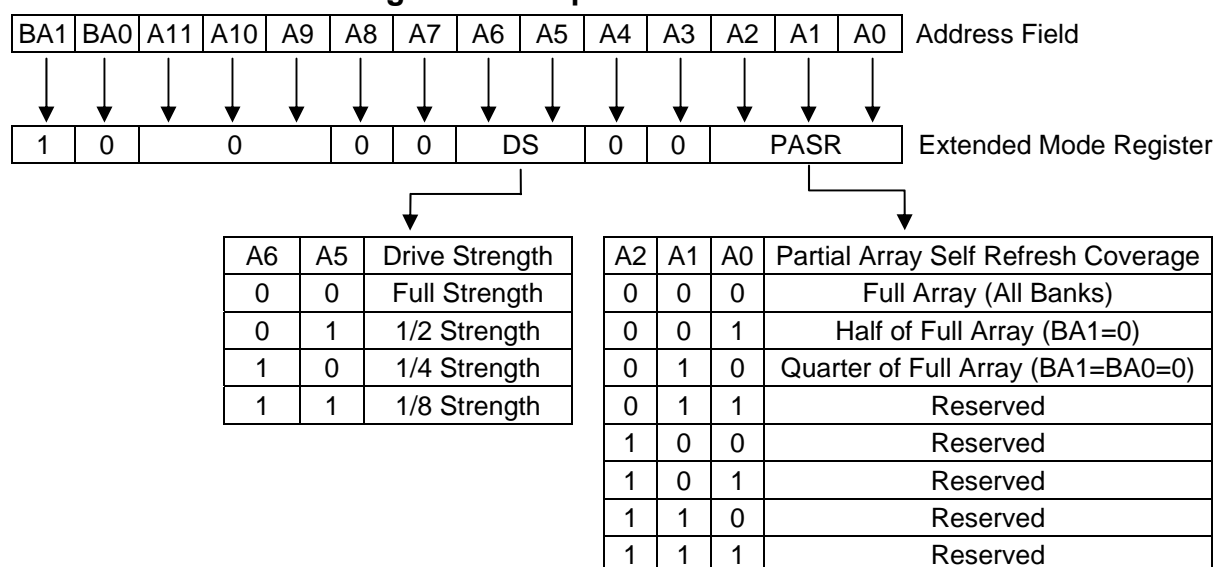 BA1 BA0 A11 A10 A9 A8 A7 A6 A5 A4 A3 A2 A1 A0 Address Field
1 0 0 0 0 DS 0 0 PASR Extended Mode Register
A6 A5 Drive Strength
0 0 Full Strength
0 1 1/2 Strength
1 0 1/4 Strength
1 1 1/8 Strength
A2 A1 A0 Partial Array Self Refresh Coverage
0 0 0 Full Array (All Banks)
0 0 1 Half of Full Array (BA1=0)
0 1 0 Quarter of Full Array (BA1=BA0=0)
0 1 1 Reserved
1 0 0 Reserved
1 0 1 Reserved
1 1 0 Reserved
1 1 1 Reserved